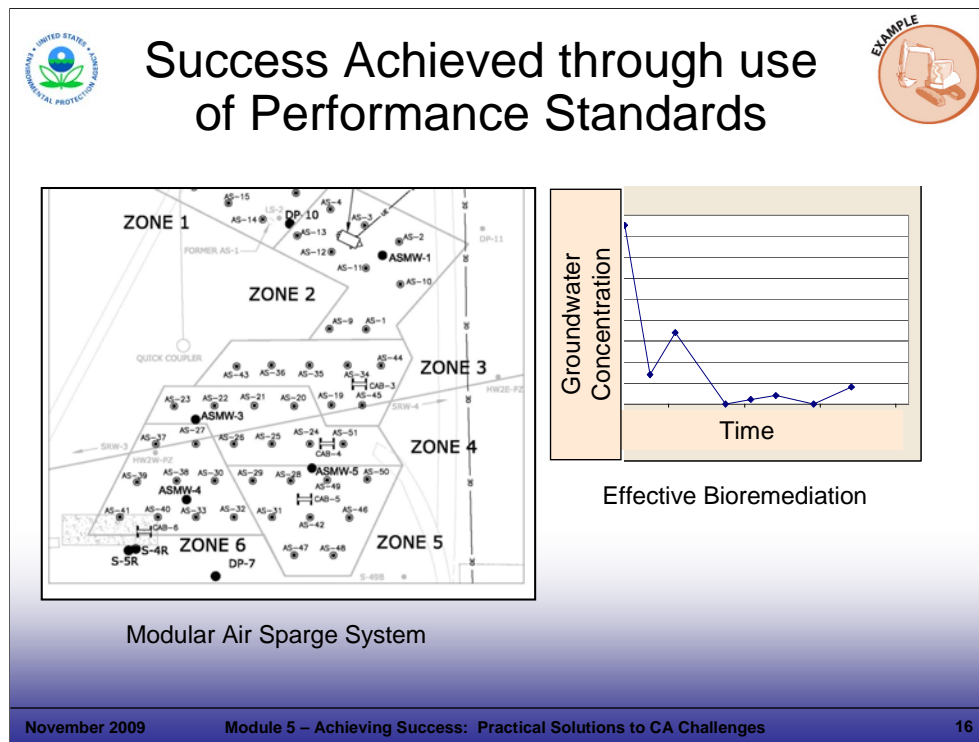 UNITED STATES
ENVIRONMENTAL PROTECTION AGENCY
Success Achieved through use
of Performance Standards
EXAMPLE
AS-15
AS-4
LS-2
DP-10
AS-14
AS-3
ZONE 1
AS-13
AS-2
DP-11
FORMER AS-1
AS-12
ASMW-1
AS-11
AS-10
ZONE 2
30
AS-9
AS-1
QUICK COUPLER
AS-44
ZONE 3
AS-43
AS-36
AS-35
AS-34
CAB-3
HW2E-PZ
AS-23
AS-22
AS-21
AS-20
AS-19
AS-45
SRW-4
ASMW-3
AS-37
AS-27
AS-26
AS-25
AS-24
AS-51
SRW-3
CAB-4
ZONE 4
HW2W-PZ
AS-39
AS-38
AS-30
AS-29
AS-28
ASMW-5
AS-50
AS-49
ASMW-4
CAB-5
AS-41
AS-40
AS-33
AS-32
AS-31
AS-42
AS-46
CAB-6
S-4R
ZONE 6
ZONE 5
S-5R
DP-7
AS-47
AS-48
S-49B
30
30
Groundwater
Concentration
Time
Effective Bioremediation
Modular Air Sparge System
November 2009
Module 5 – Achieving Success: Practical Solutions to CA Challenges
16